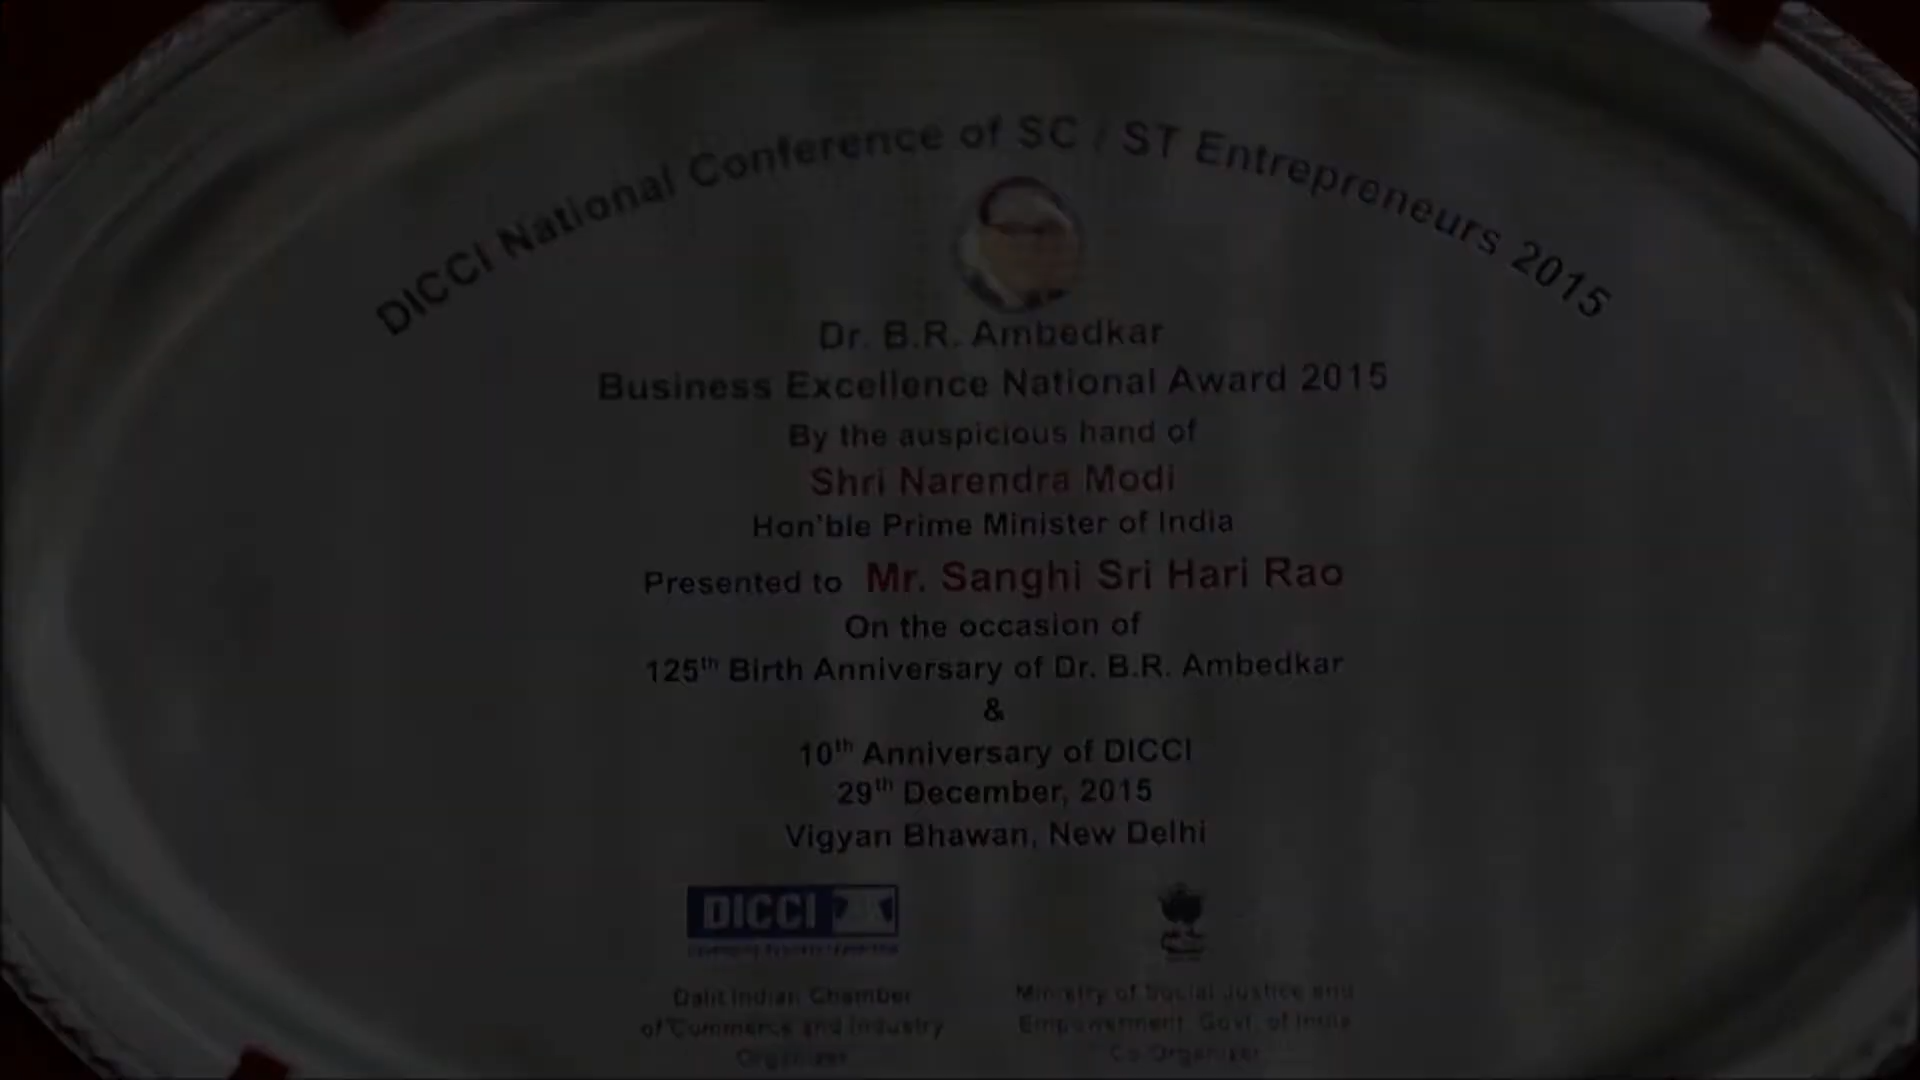 DICCI National Conference of SC / ST Entrepreneurs 2015
Dr. B.R. Ambedkar
Business Excellence National Award 2015
By the auspicious hand of
Shri Narendra Modi
Hon'ble Prime Minister of India
Presented to Mr. Sanghi Sri Hari Rao
On the occasion of
125th Birth Anniversary of Dr. B.R. Ambedkar
&
10th Anniversary of DICCI
29th December, 2015
Vigyan Bhawan, New Delhi
DICCI
Dalit Indian Chamber
of Commerce and Industry
Organizer
Ministry of Social Justice and
Empowerment, Govt. of India
Co Organizer